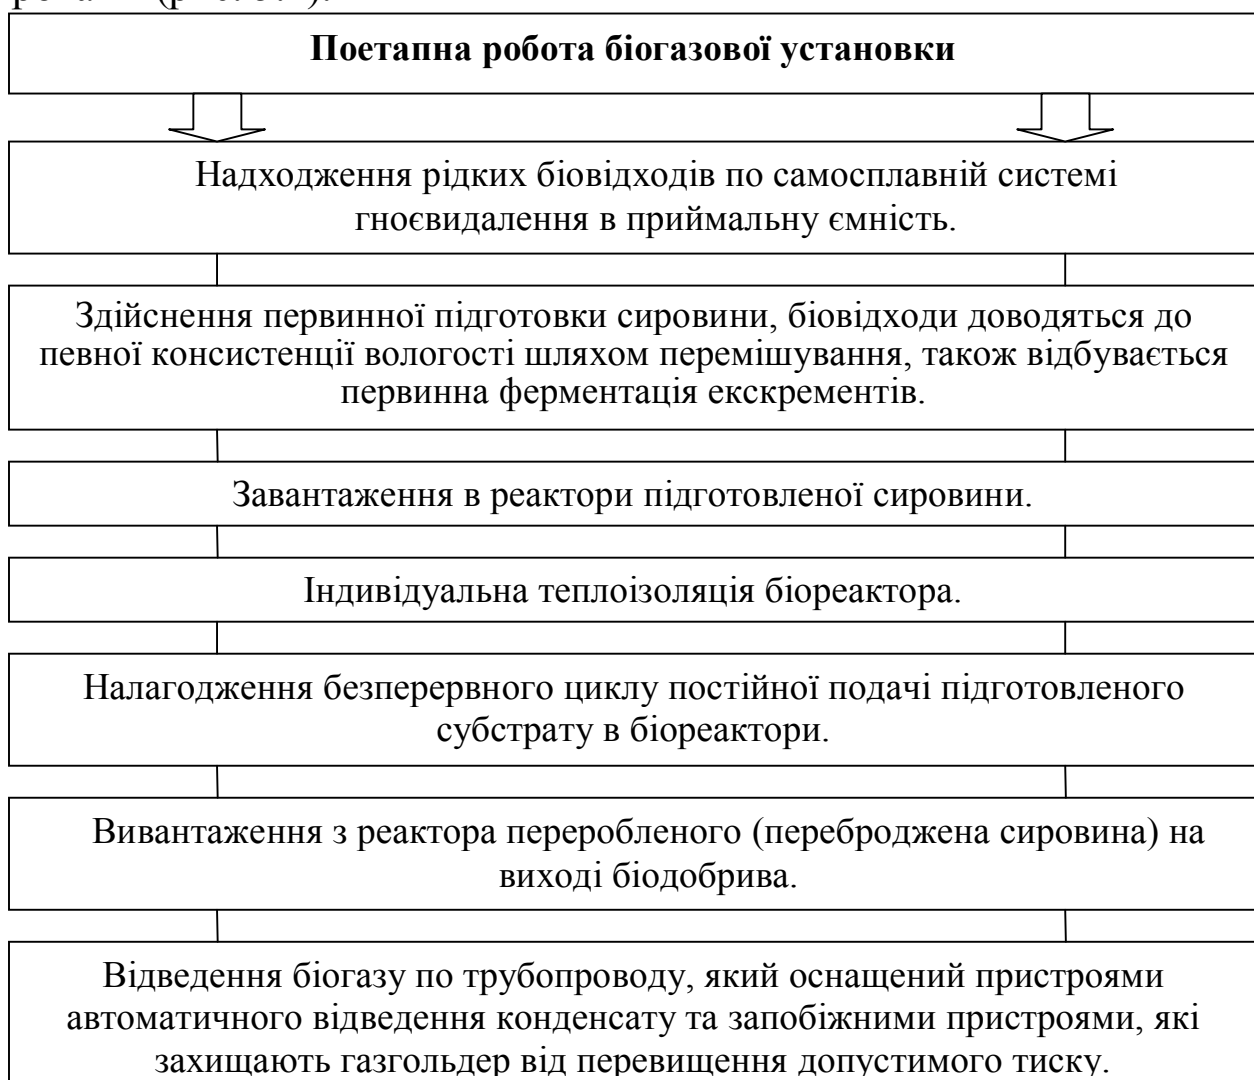 Поетапна робота біогазової установки
Надходження рідких біовідходів по самосплавній системі
гноєвидалення в приймальну ємність.
Здійснення первинної підготовки сировини, біовідходи доводяться до
певної консистенції вологості шляхом перемішування, також відбувається
первинна ферментація екскрементів.
Завантаження в реактори підготовленої сировини.
Індивідуальна теплоізоляція біореактора.
Налагодження безперервного циклу постійної подачі підготовленого
субстрату в біореактори.
Вивантаження з реактора переробленого (переброджена сировина) на
виході біодобрива.
Відведення біогазу по трубопроводу, який оснащений пристроями
автоматичного відведення конденсату та запобіжними пристроями, які
захищають газгольдер від перевищення допустимого тиску.